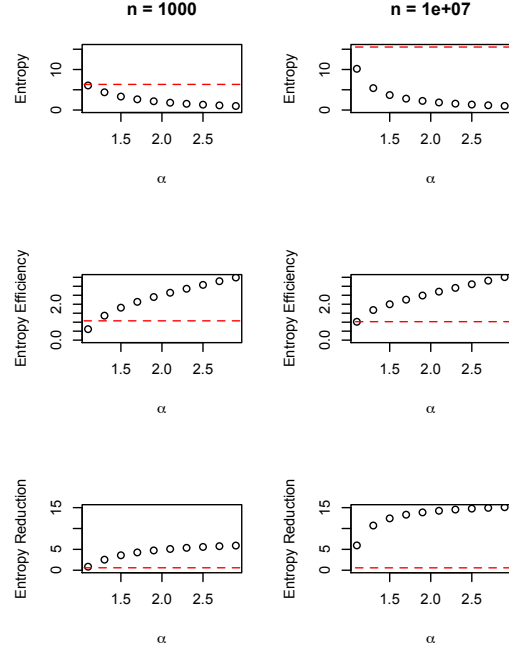 n = 1000
n = 1e+07
Entropy
0 10
1.5 2.0 2.5
α
Entropy
0 10
1.5 2.0 2.5
α
Entropy Efficiency
0.0 2.0
1.5 2.0 2.5
α
Entropy Efficiency
0.0 2.0
1.5 2.0 2.5
α
Entropy Reduction
0 5 15
1.5 2.0 2.5
α
Entropy Reduction
0 5 15
1.5 2.0 2.5
α